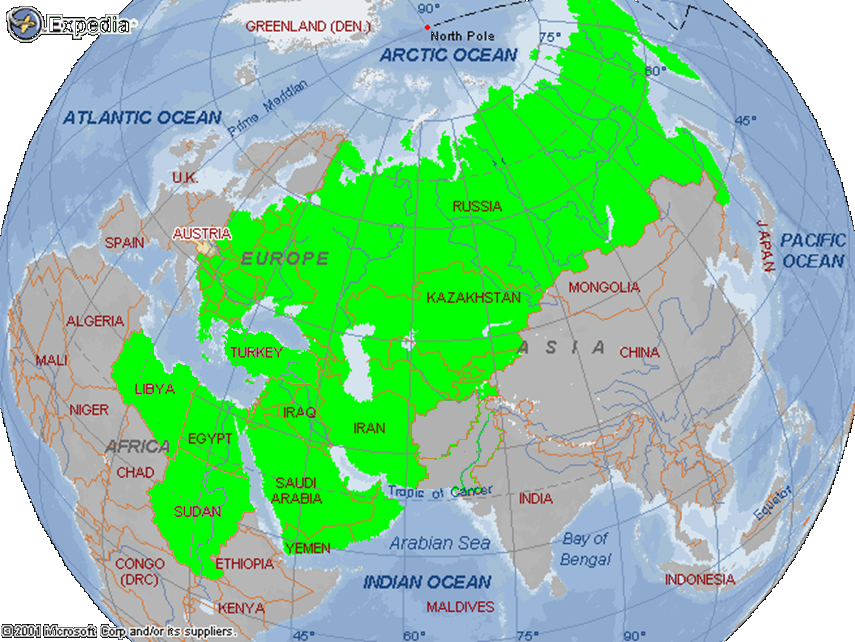 Expedia
GREENLAND (DEN.)
90°
North Pole
75°
ARCTIC OCEAN
60°
Prime Meridian
ATLANTIC OCEAN
45°
U.K.
RUSSIA
AUSTRIA
SPAIN
JAPAN
PACIFIC
OCEAN
EUROPE
MONGOLIA
KAZAKHSTAN
ALGERIA
ASIA
CHINA
TURKEY
MALI
LIBYA
NIGER
IRAQ
IRAN
EGYPT
AFRICA
CHAD
SAUDI
ARABIA
Tropic of Cancer
INDIA
Equator
SUDAN
YEMEN
Arabian Sea
Bay of
Bengal
CONGO
(DRC)
ETHIOPIA
INDIAN OCEAN
INDONESIA
KENYA
MALDIVES
©2001 Microsoft Corp and/or its suppliers.
45°
60°
75°
90°